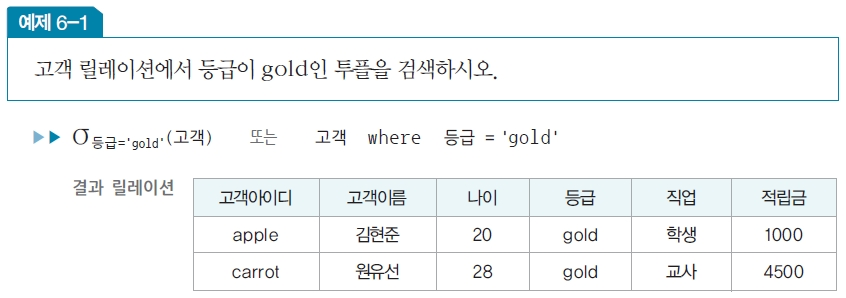 예제 6-1
고객 릴레이션에서 등급이 gold인 투플을 검색하시오.
▶▶ σ등급='gold'(고객) 또는 고객 where 등급 = 'gold'
결과 릴레이션
고객아이디 고객이름 나이 등급 직업 적립금
apple 김현준 20 gold 학생 1000
carrot 원유선 28 gold 교사 4500